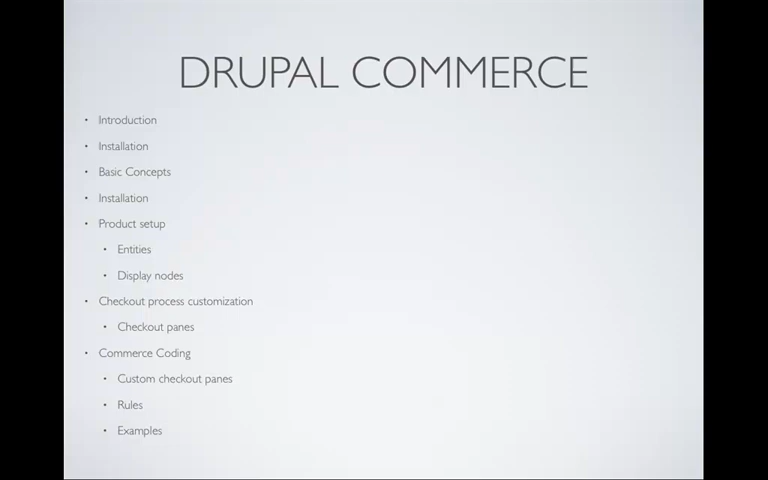 DRUPAL COMMERCE
• Introduction
• Installation
• Basic Concepts
• Installation
• Product setup
• Entities
• Display nodes
• Checkout process customization
• Checkout panes
• Commerce Coding
• Custom checkout panes
• Rules
• Examples